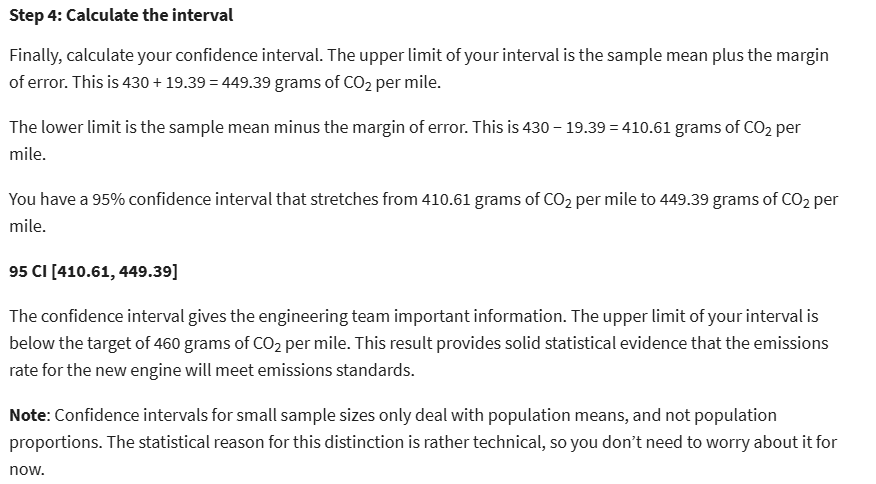 Step 4: Calculate the interval
Finally, calculate your confidence interval. The upper limit of your interval is the sample mean plus the margin
of error. This is 430 + 19.39 = 449.39 grams of CO₂ per mile.
The lower limit is the sample mean minus the margin of error. This is 430 − 19.39 = 410.61 grams of CO₂ per
mile.
You have a 95% confidence interval that stretches from 410.61 grams of CO₂ per mile to 449.39 grams of CO₂ per
mile.
95 CI [410.61, 449.39]
The confidence interval gives the engineering team important information. The upper limit of your interval is
below the target of 460 grams of CO₂ per mile. This result provides solid statistical evidence that the emissions
rate for the new engine will meet emissions standards.
Note: Confidence intervals for small sample sizes only deal with population means, and not population
proportions. The statistical reason for this distinction is rather technical, so you don’t need to worry about it for
now.